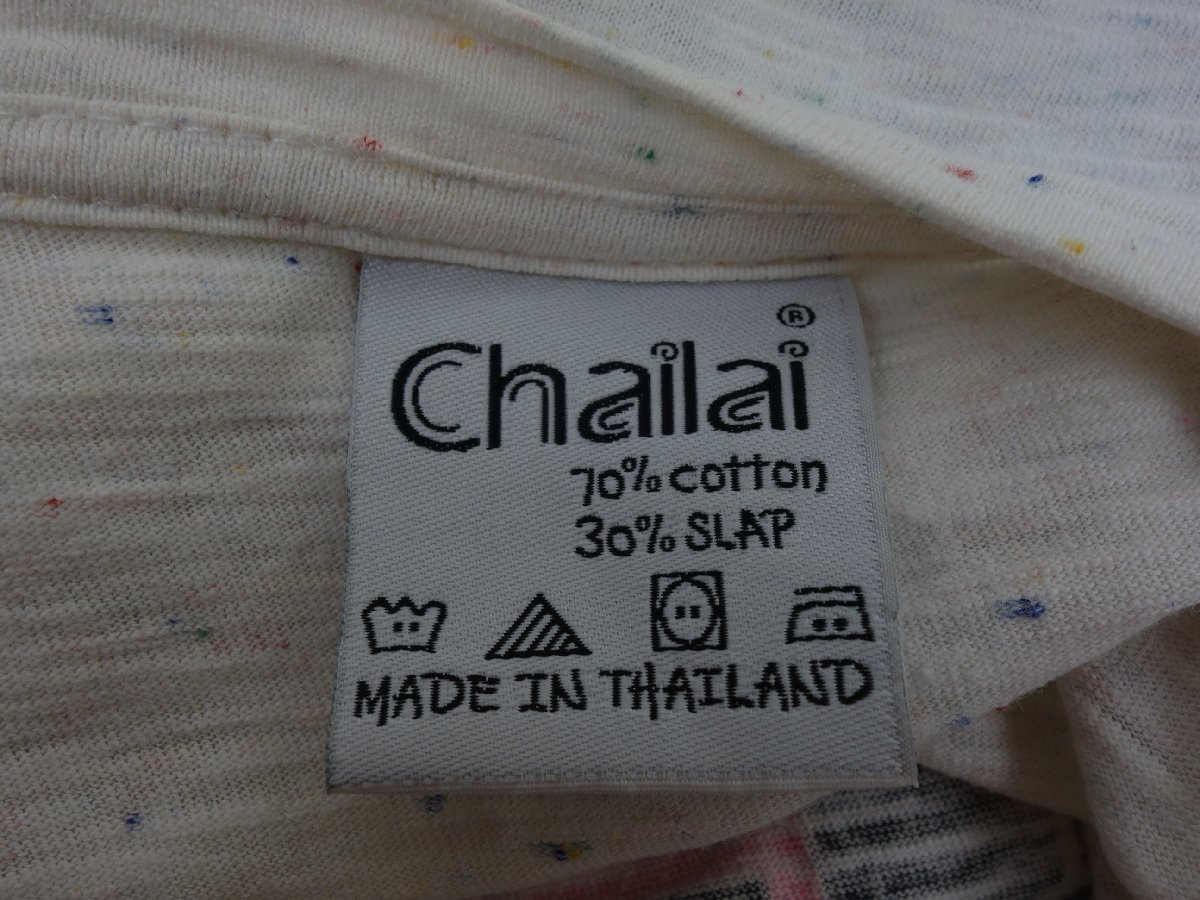 Chailai®
70% cotton
30% SLAP
MADE IN THAILAND